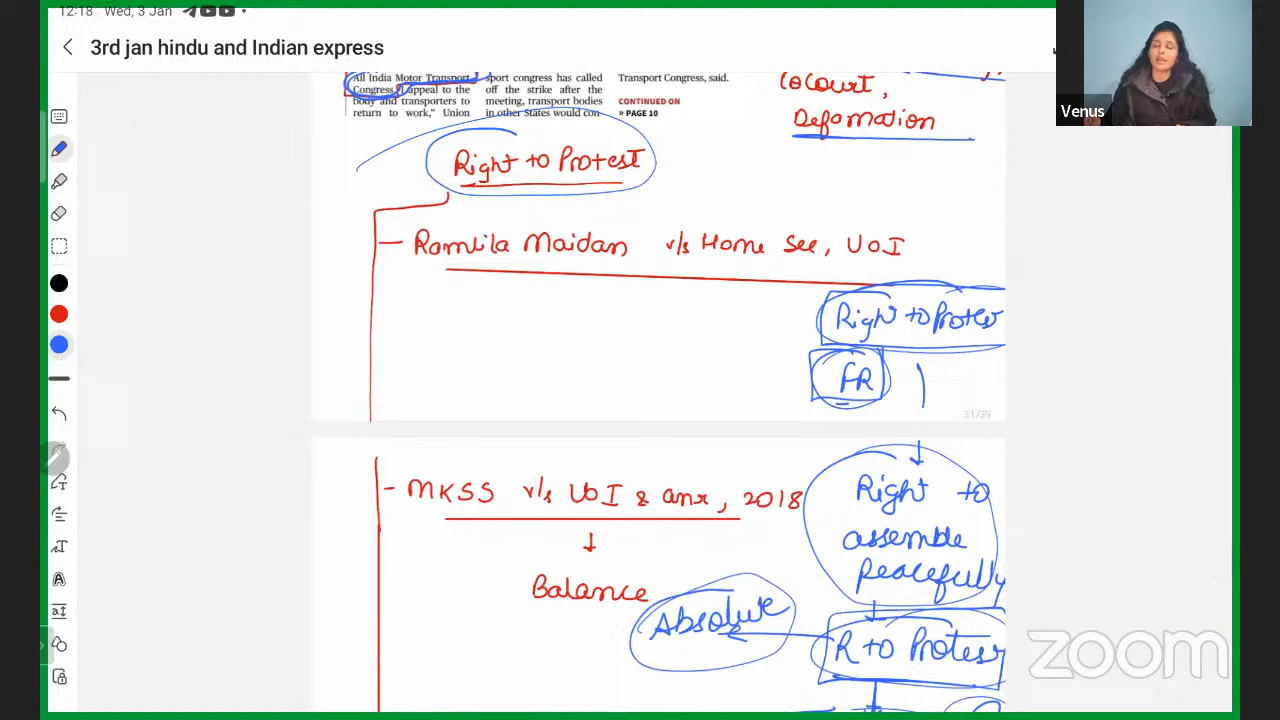 12:18 Wed, 3 Jan
3rd jan hindu and Indian express
All India Motor Transport
Congress, "I appeal to the
body and transporters to
return to work," Union
sport congress has called
off the strike after the
meeting, transport bodies
in other States would con
Transport Congress, said.
CONTINUED ON
» PAGE 10
Court,
Defamation
Right to Protest
– Ramlila Maidan v/s Home Sec, UoI
Right to Protes
FR
31/39
– MKSS v/s UoI & anr, 2018
Balance
Right to
assemble
peacefully
Absolute
R to Protest
Venus
zoom